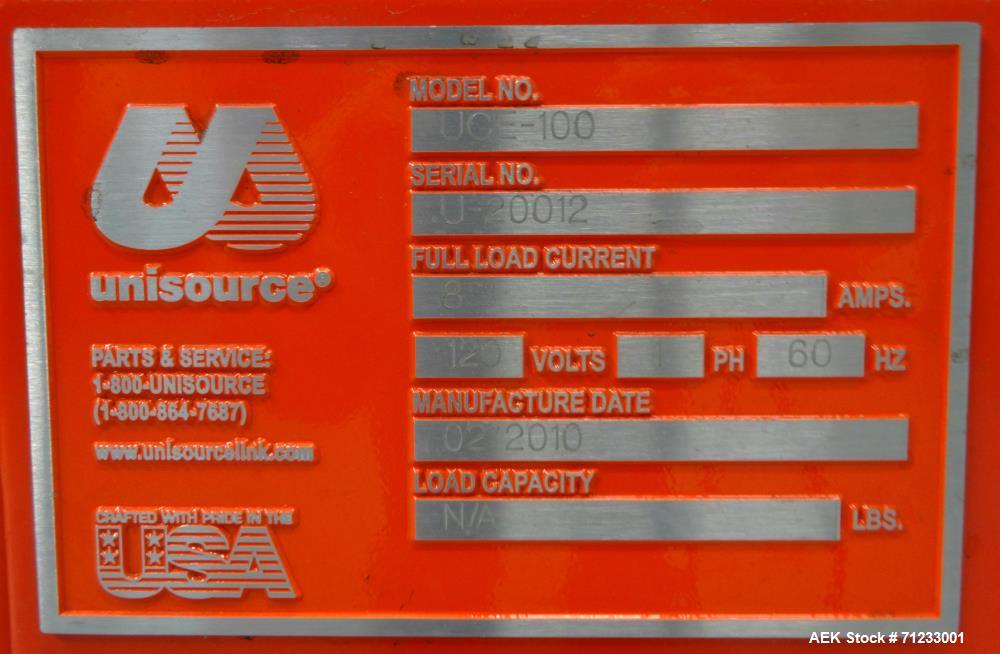 unisource®
PARTS & SERVICE:
1-800-UNISOURCE
(1-800-864-7687)
www.unisourcelink.com
CRAFTED WITH PRIDE IN THE
USA
MODEL NO.
UCE-100
SERIAL NO.
U-20012
FULL LOAD CURRENT
8 AMPS.
120 VOLTS 1 PH 60 HZ
MANUFACTURE DATE
02 2010
LOAD CAPACITY
N/A LBS.
AEK Stock # 71233001